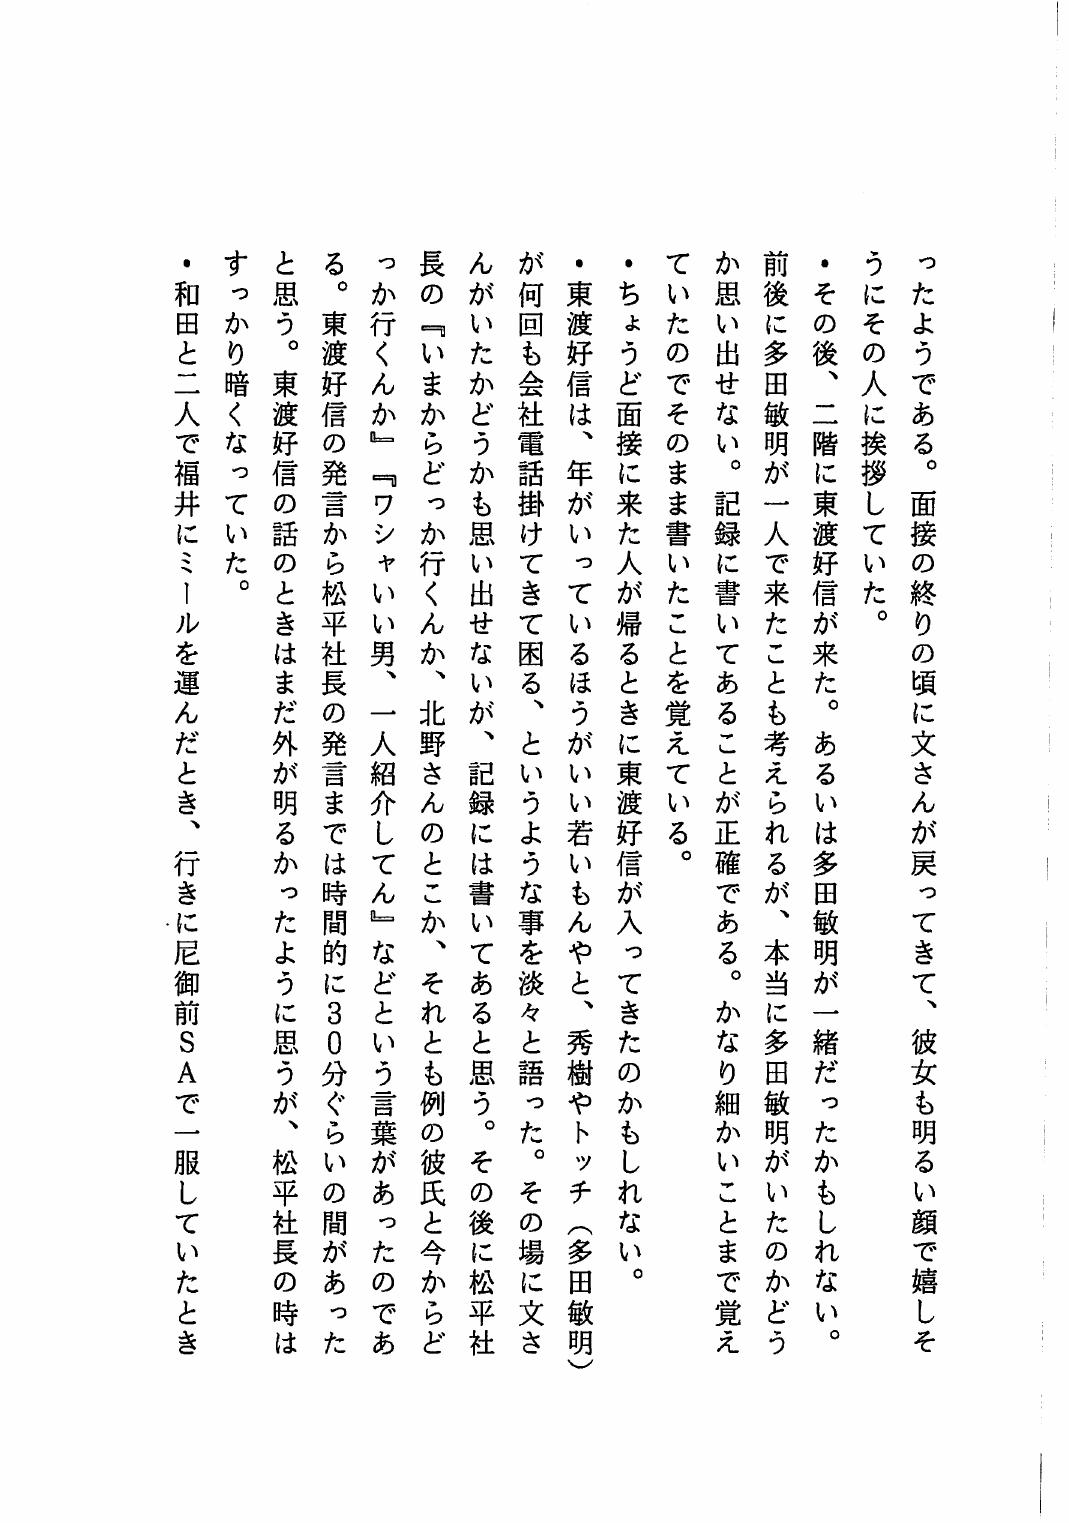 ったようである。面接の終りの頃に文さんが戻ってきて、彼女も明るい顔で嬉しそ
うにその人に挨拶していた。
・その後、二階に東渡好信が来た。あるいは多田敏明が一緒だったかもしれない。
前後に多田敏明が一人で来たことも考えられるが、本当に多田敏明がいたのかどう
か思い出せない。記録に書いてあることが正確である。かなり細かいことまで覚え
ていたのでそのまま書いたことを覚えている。
・ちょうど面接に来た人が帰るときに東渡好信が入ってきたのかもしれない。
・東渡好信は、年がいっているほうがいい若いもんやと、秀樹やトッチ（多田敏明）
が何回も会社電話掛けてきて困る、というような事を淡々と語った。その場に文さ
んがいたかどうかも思い出せないが、記録には書いてあると思う。その後に松平社
長の『いまからどっか行くんか、北野さんのとこか、それとも例の彼氏と今からど
っか行くんか』『ワシャいい男、一人紹介してん』などという言葉があったのであ
る。東渡好信の発言から松平社長の発言までは時間的に３０分ぐらいの間があった
と思う。東渡好信の話のときはまだ外が明るかったように思うが、松平社長の時は
すっかり暗くなっていた。
・和田と二人で福井にミールを運んだとき、行きに尼御前ＳＡで一服していたとき